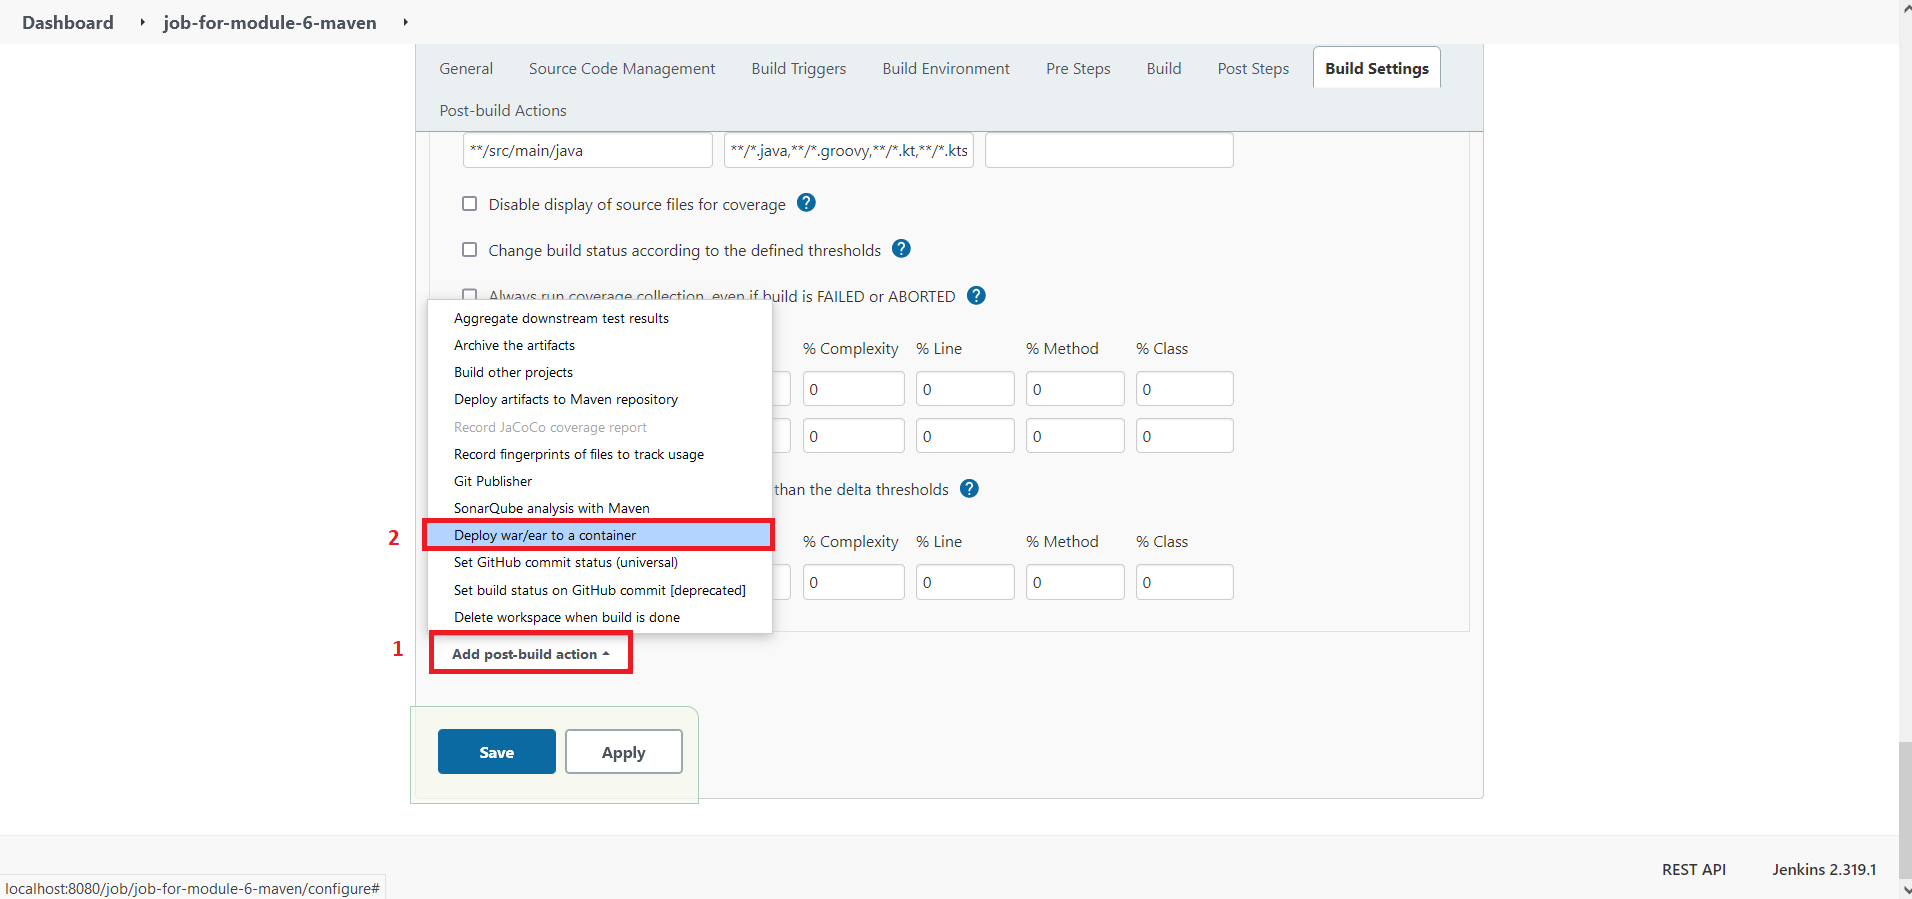 Dashboard job-for-module-6-maven
General Source Code Management Build Triggers Build Environment Pre Steps Build Post Steps Build Settings
Post-build Actions
**/src/main/java **/*.java,**/*.groovy,**/*.kt,**/*.kts
Disable display of source files for coverage ?
Change build status according to the defined thresholds ?
Always run coverage collection, even if build is FAILED or ABORTED ?
Aggregate downstream test results
Archive the artifacts
Build other projects
Deploy artifacts to Maven repository
Record JaCoCo coverage report
Record fingerprints of files to track usage
Git Publisher
SonarQube analysis with Maven
2 Deploy war/ear to a container
Set GitHub commit status (universal)
Set build status on GitHub commit [deprecated]
Delete workspace when build is done
% Complexity % Line % Method % Class
0 0 0 0
0 0 0 0
than the delta thresholds ?
% Complexity % Line % Method % Class
0 0 0 0
1 Add post-build action
Save Apply
REST API Jenkins 2.319.1
localhost:8080/job/job-for-module-6-maven/configure#